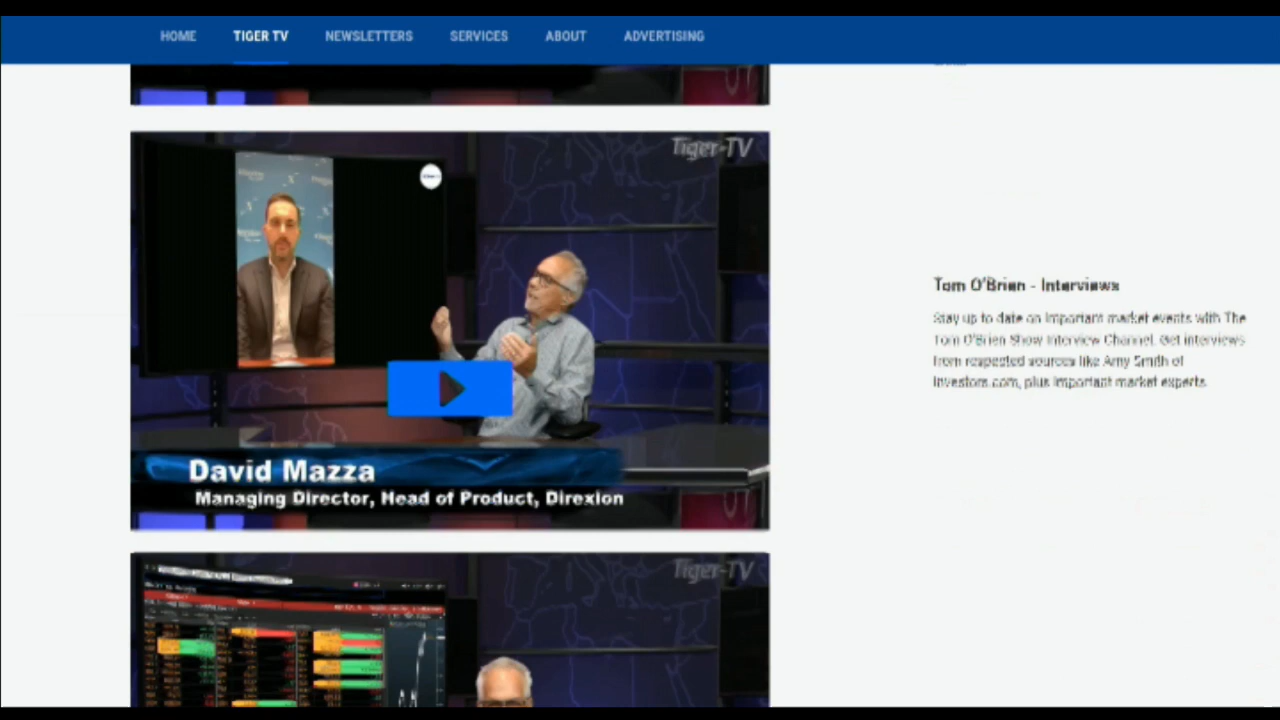 HOME TIGER TV NEWSLETTERS SERVICES ABOUT ADVERTISING
Tiger-TV
David Mazza
Managing Director, Head of Product, Direxion
Tom O'Brien - Interviews
Stay up to date on important market events with The
Tom O'Brien Show Interview Channel. Get interviews
from respected sources like Amy Smith of
Investors.com, plus important market experts
Tiger-TV